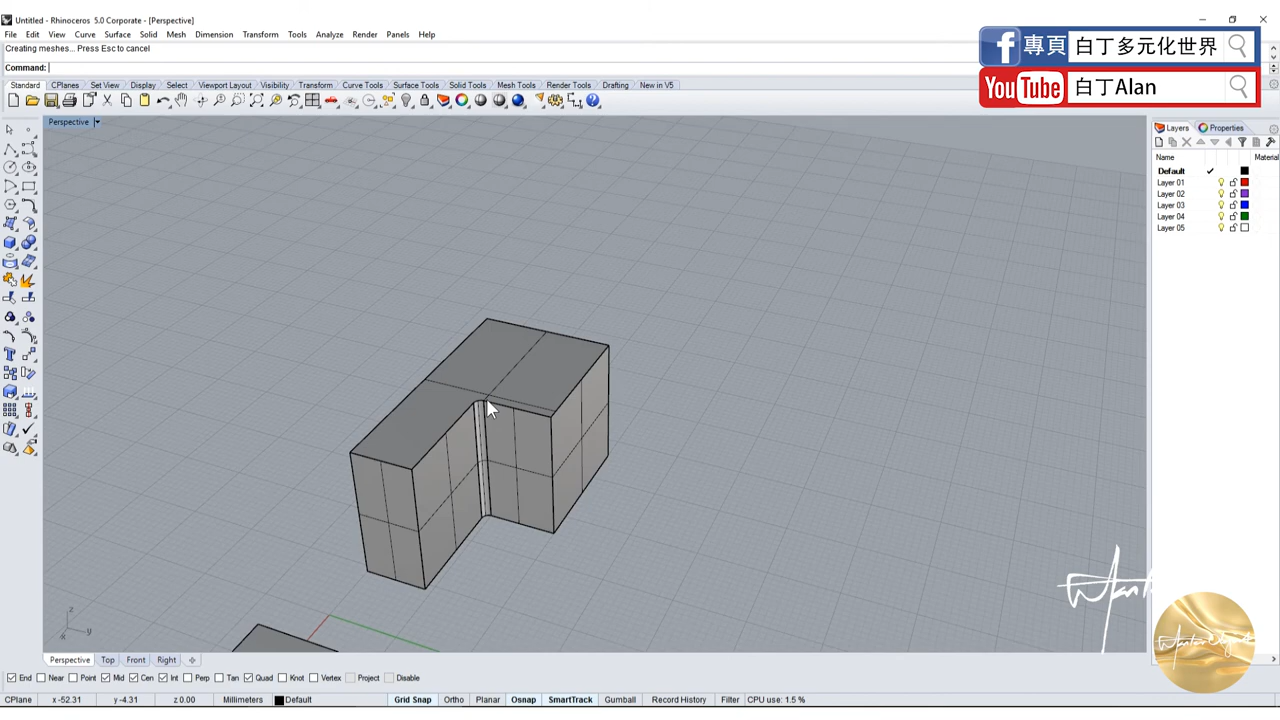 Untitled - Rhinoceros 5.0 Corporate - [Perspective]
File Edit View Curve Surface Solid Mesh Dimension Transform Tools Analyze Render Panels Help
Creating meshes... Press Esc to cancel
Command:
專頁 白丁多元化世界
YouTube 白丁Alan
Standard CPlanes Set View Display Select Viewport Layout Visibility Transform Curve Tools Surface Tools Solid Tools Mesh Tools Render Tools Drafting New in V5
Perspective
Layers Properties
Name Material
Default
Layer 01
Layer 02
Layer 03
Layer 04
Layer 05
z
x y
Perspective Top Front Right
End Near Point Mid Cen Int Perp Tan Quad Knot Vertex Project Disable
CPlane x -52.31 y -4.31 z 0.00 Millimeters Default Grid Snap Ortho Planar Osnap SmartTrack Gumball Record History Filter CPU use: 1.5 %